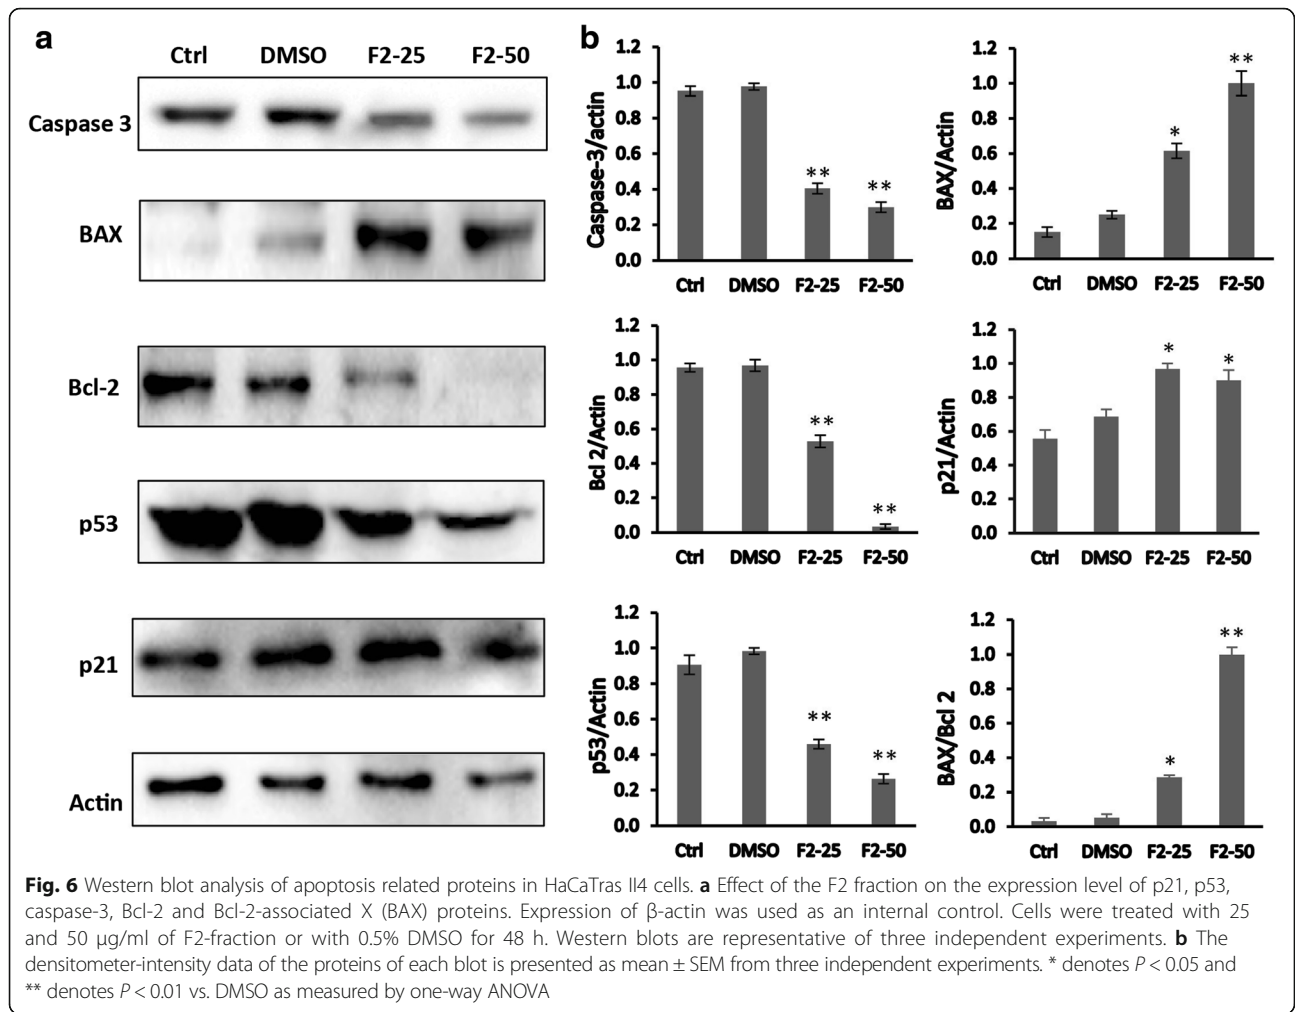 a
Ctrl DMSO F2-25 F2-50
Caspase 3
BAX
Bcl-2
p53
p21
Actin
b
Caspase-3/actin
1.2
1.0
0.8
0.6
0.4
0.2
0.0
** **
Ctrl DMSO F2-25 F2-50
BAX/Actin
1.2
1.0
0.8
0.6
0.4
0.2
0.0
* **
Ctrl DMSO F2-25 F2-50
Bcl 2/Actin
1.2
1.0
0.8
0.6
0.4
0.2
0.0
** **
Ctrl DMSO F2-25 F2-50
p21/Actin
1.2
1.0
0.8
0.6
0.4
0.2
0.0
* *
Ctrl DMSO F2-25 F2-50
p53/Actin
1.2
1.0
0.8
0.6
0.4
0.2
0.0
** **
Ctrl DMSO F2-25 F2-50
BAX/Bcl 2
1.2
1.0
0.8
0.6
0.4
0.2
0.0
* **
Ctrl DMSO F2-25 F2-50
Fig. 6 Western blot analysis of apoptosis related proteins in HaCaTras II4 cells. a Effect of the F2 fraction on the expression level of p21, p53,
caspase-3, Bcl-2 and Bcl-2-associated X (BAX) proteins. Expression of β-actin was used as an internal control. Cells were treated with 25
and 50 μg/ml of F2-fraction or with 0.5% DMSO for 48 h. Western blots are representative of three independent experiments. b The
densitometer-intensity data of the proteins of each blot is presented as mean ± SEM from three independent experiments. * denotes P < 0.05 and
** denotes P < 0.01 vs. DMSO as measured by one-way ANOVA